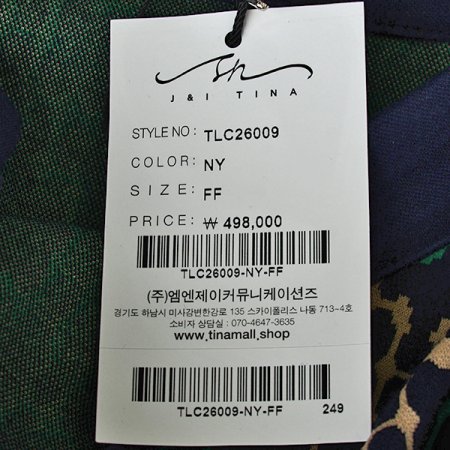 J & I TINA
STYLE NO : TLC26009
COLOR: NY
SIZE: FF
PRICE: ₩ 498,000
TLC26009-NY-FF
(주)엠엔제이커뮤니케이션즈
경기도 하남시 미사강변한강로 135 스카이폴리스 나동 713-4호
소비자 상담실 : 070-4647-3635
www.tinamall.shop
TLC26009-NY-FF 249